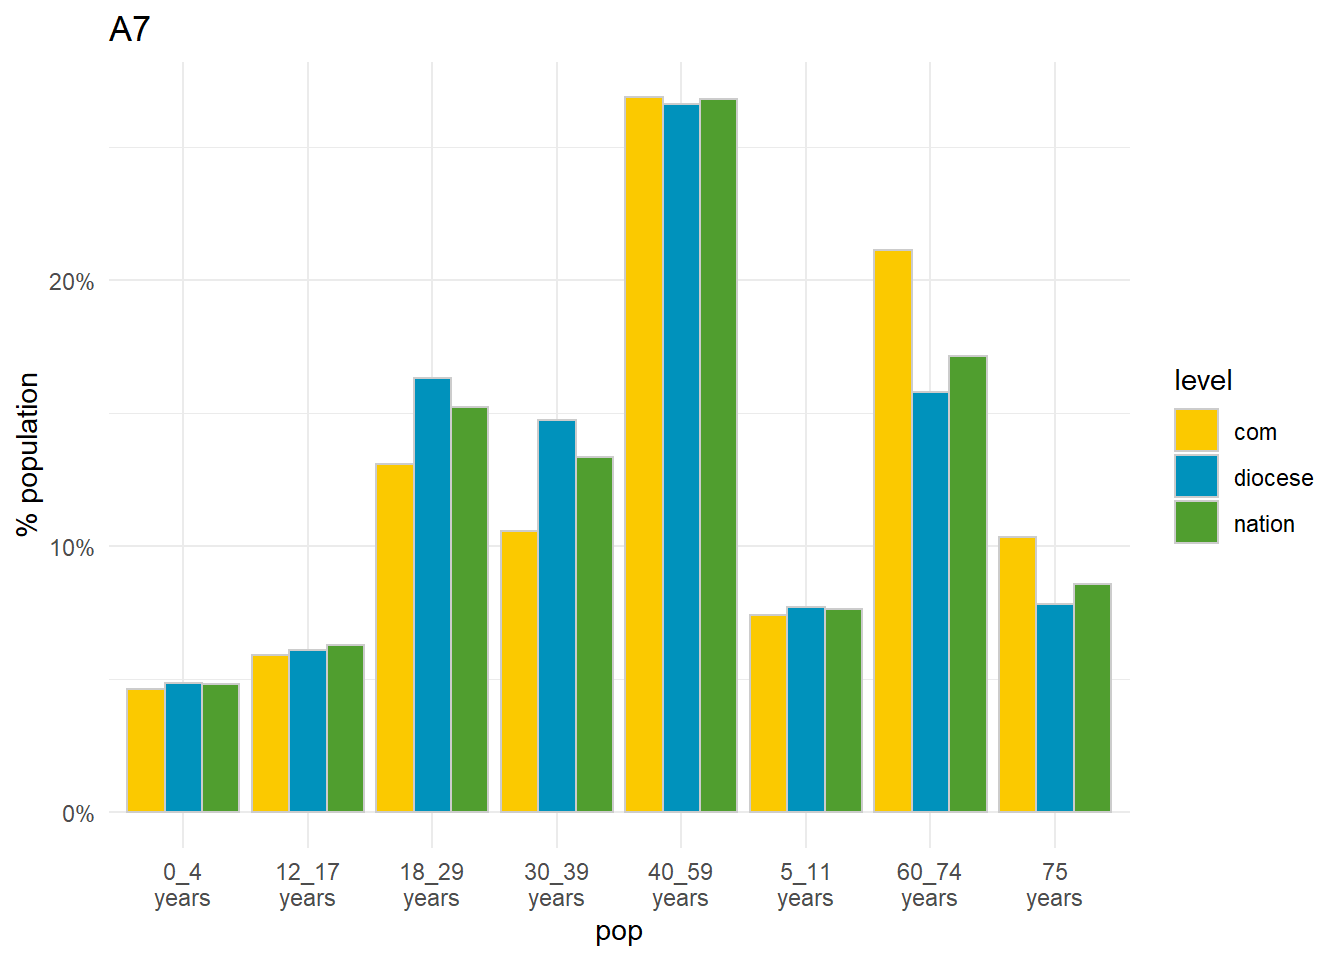 A7
% population
20%
10%
0%
0_4 12_17 18_29 30_39 40_59 5_11 60_74 75
years years years years years years years years
pop
level
com
diocese
nation